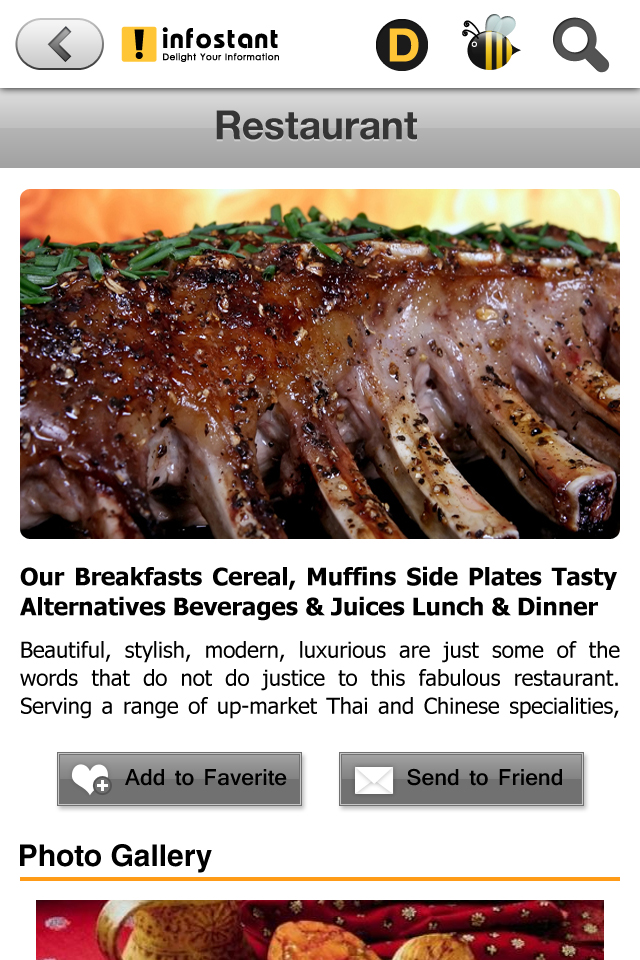 infostant
Delight Your Information
D
Restaurant
Our Breakfasts Cereal, Muffins Side Plates Tasty
Alternatives Beverages & Juices Lunch & Dinner
Beautiful, stylish, modern, luxurious are just some of the
words that do not do justice to this fabulous restaurant.
Serving a range of up-market Thai and Chinese specialities,
Add to Faverite
Send to Friend
Photo Gallery